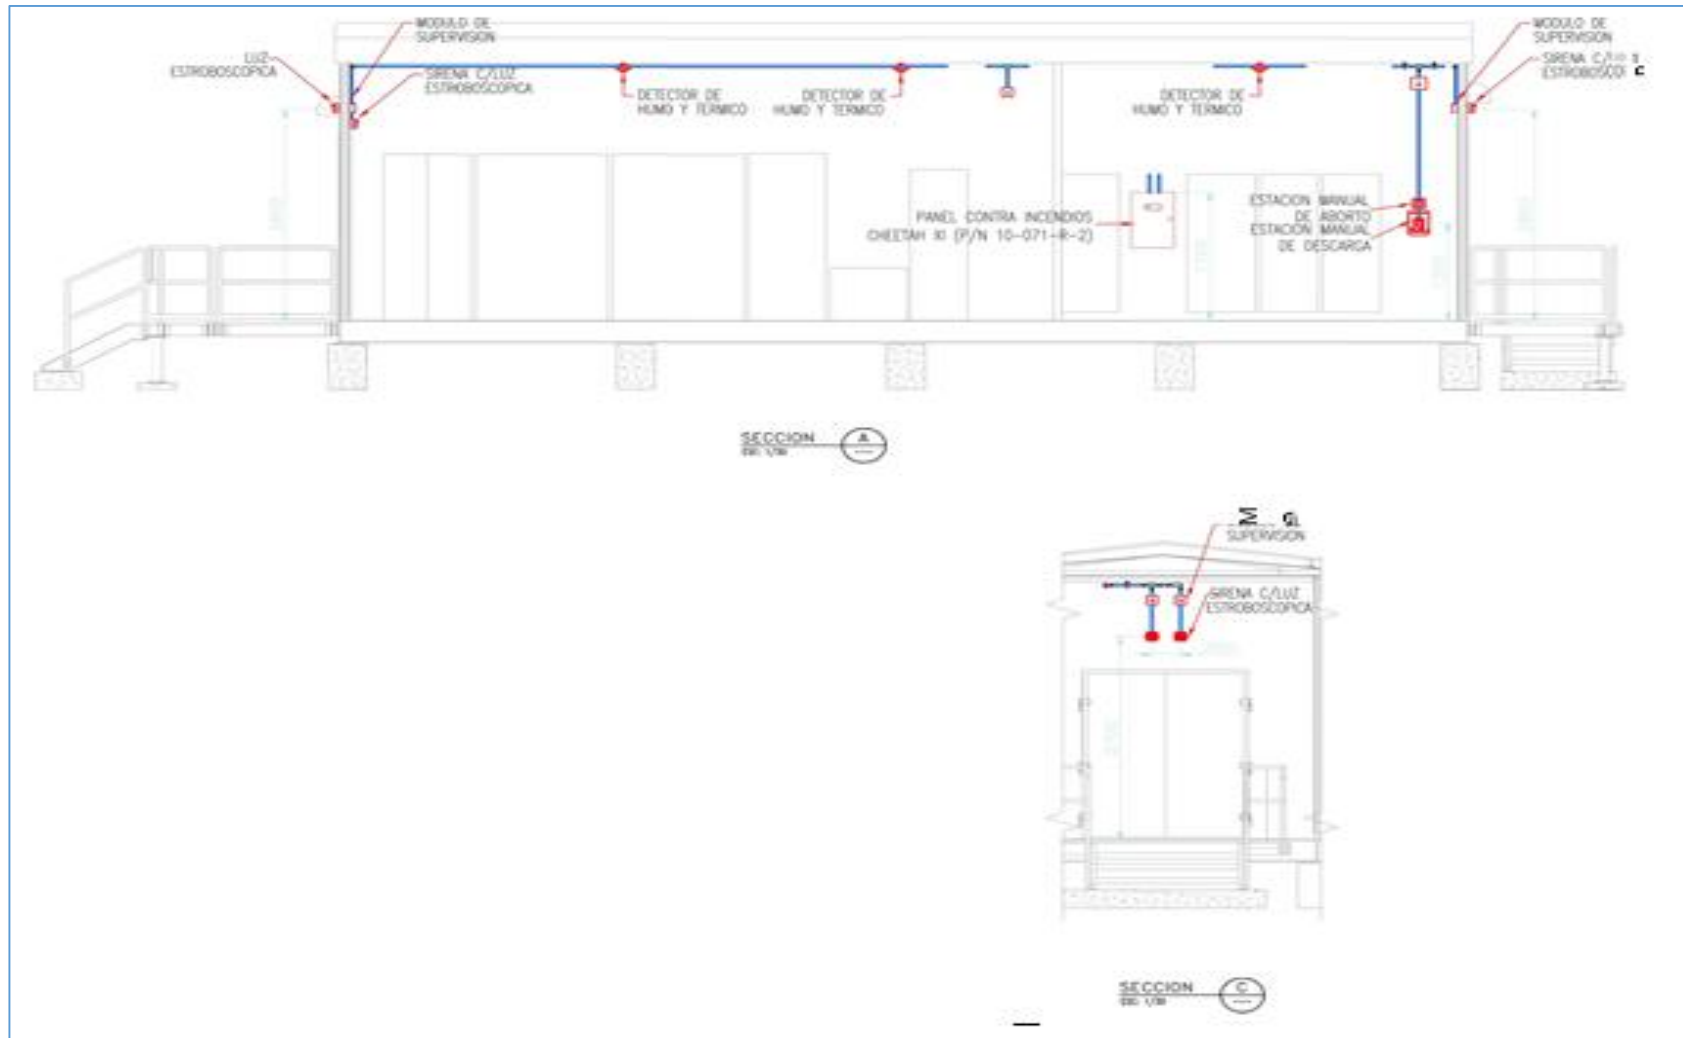 MODULO DE
SUPERVISION
LUZ
ESTROBOSCOPICA
SIRENA C/LUZ
ESTROBOSCOPICA
DETECTOR DE
HUMO Y TERMICO
DETECTOR DE
HUMO Y TERMICO
DETECTOR DE
HUMO Y TERMICO
MODULO DE
SUPERVISION
SIRENA
PANEL CONTRA INCENDIOS
CHEETAH XI (P/N 10-071-R-2)
ESTACION MANUAL
DE ABORTO
ESTACION MANUAL
DE DESCARGA
SECCION A
SUPERVISION
SIRENA C/LUZ
ESTROBOSCOPICA
SECCION C